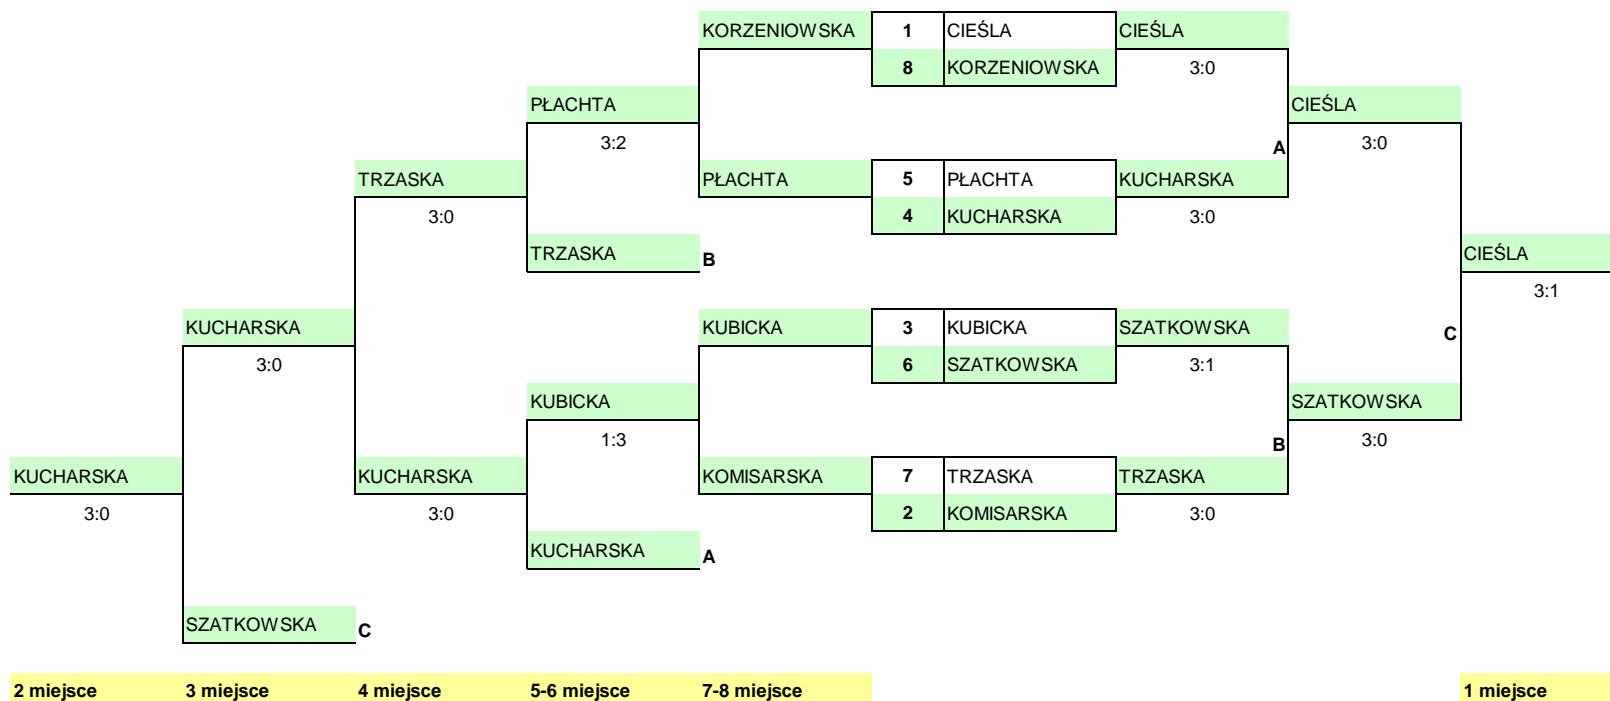 KORZENIOWSKA 1 CIEŚLA CIEŚLA
8 KORZENIOWSKA 3:0
PŁACHTA CIEŚLA
3:2 A 3:0
TRZASKA PŁACHTA 5 PŁACHTA KUCHARSKA
3:0 4 KUCHARSKA 3:0
TRZASKA B CIEŚLA
3:1
KUCHARSKA KUBICKA 3 KUBICKA SZATKOWSKA C
3:0 6 SZATKOWSKA 3:1
KUBICKA SZATKOWSKA
1:3 B 3:0
KUCHARSKA KUCHARSKA KOMISARSKA 7 TRZASKA TRZASKA
3:0 3:0 2 KOMISARSKA 3:0
KUCHARSKA A
SZATKOWSKA C
2 miejsce 3 miejsce 4 miejsce 5-6 miejsce 7-8 miejsce 1 miejsce